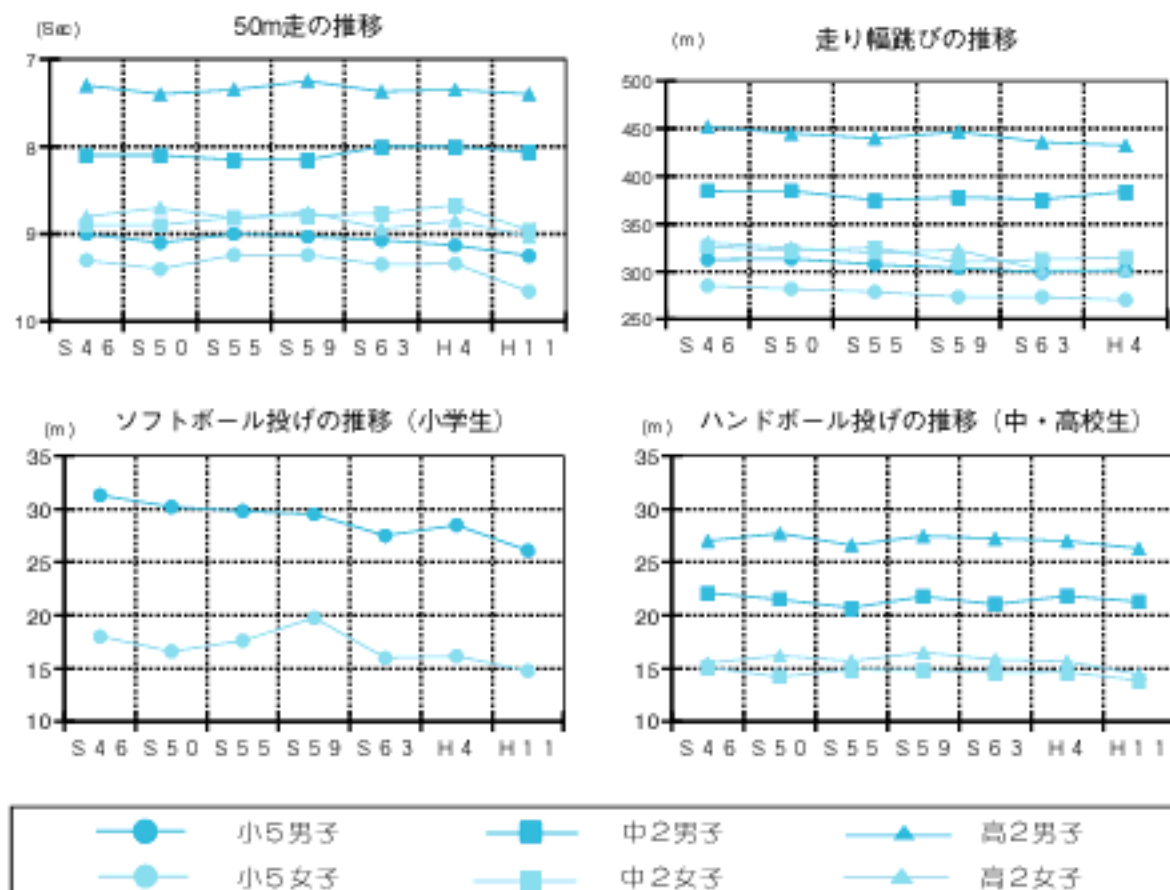 (Sec)
50m走の推移
7
8
9
10
S46 S50 S55 S59 S63 H4 H11
(m)
走り幅跳びの推移
500
450
400
350
300
250
S46 S50 S55 S59 S63 H4
(m)
ソフトボール投げの推移（小学生）
35
30
25
20
15
10
S46 S50 S55 S59 S63 H4 H11
(m)
ハンドボール投げの推移（中・高校生）
35
30
25
20
15
10
S46 S50 S55 S59 S63 H4 H11
小5男子 中2男子 高2男子
小5女子 中2女子 高2女子